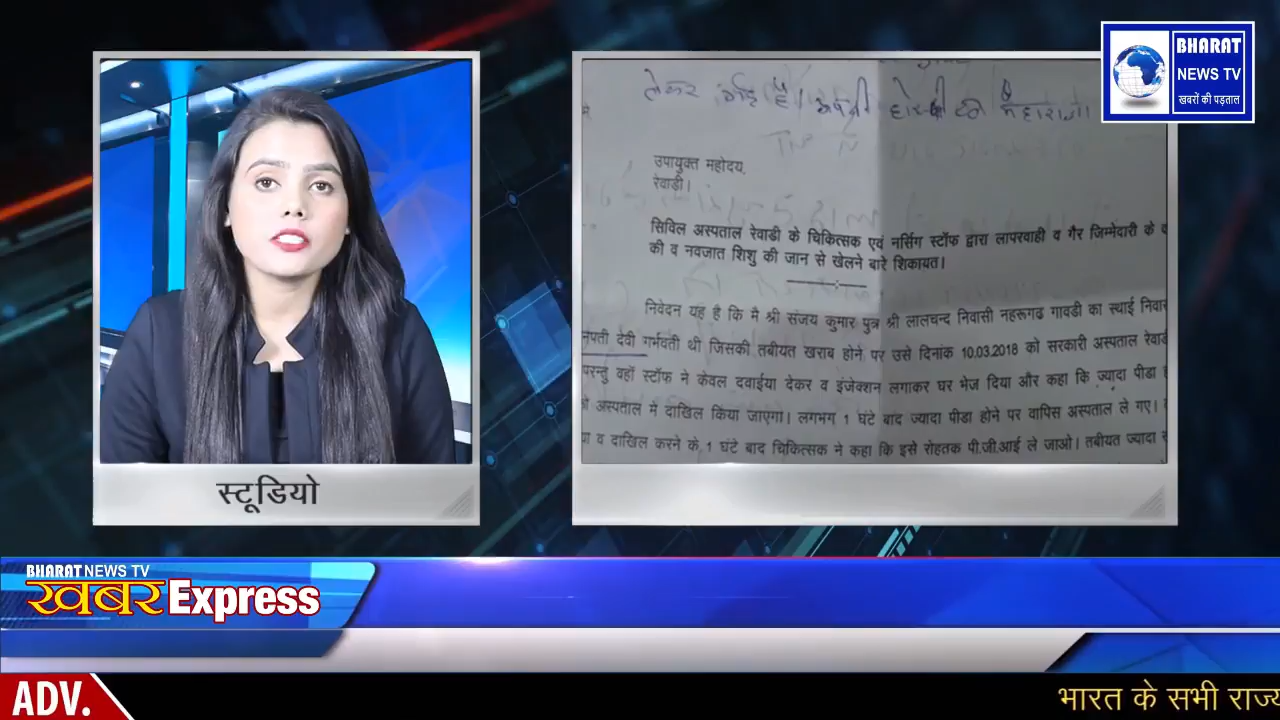 BHARAT
NEWS TV
खबरों की पड़ताल
लेकर
उपायुक्त महोदय,
रेवाड़ी।
सिविल अस्पताल रेवाडी के चिकित्सक एवं नर्सिग स्टॉफ द्वारा लापरवाही व गैर जिम्मेदारी के
की व नवजात शिशु की जान से खेलने बारे शिकायत।
निवेदन यह है कि मै श्री संजय कुमार पुत्र श्री लालचन्द निवासी नहरूगढ गावडी का स्थाई
देवी गर्भवती थी जिसकी तबीयत खराब होने पर उसे दिनांक 10.03.2018 को सरकारी अस्पताल
परन्तु वहॉ स्टॉफ ने केवल दवाईया देकर व इंजेक्शन लगाकर घर भेज दिया और कहा कि ज्यादा पीडा
अस्पताल मे दाखिल किया जाएगा। लगभग 1 घंटे बाद ज्यादा पीडा होने पर वापिस अस्पताल ले गए।
व दाखिल करने के 1 घंटे बाद चिकित्सक ने कहा कि इसे रोहतक पी.जी.आई ले जाओ। तबीयत ज्यादा
स्टूडियो
BHARAT NEWS TV
खबर Express
ADV.
भारत के सभी राज्य